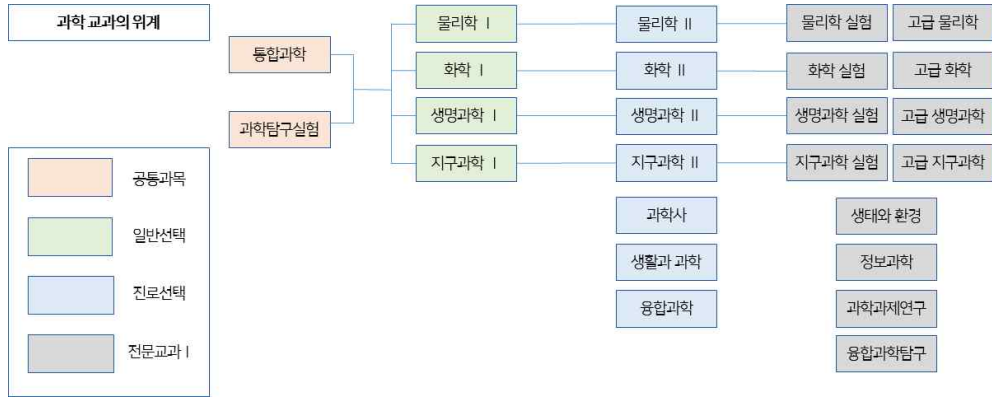 과학 교과의 위계
통합과학
과학탐구실험
물리학 Ⅰ
화학 Ⅰ
생명과학 Ⅰ
지구과학 Ⅰ
물리학 Ⅱ
화학 Ⅱ
생명과학 Ⅱ
지구과학 Ⅱ
과학사
생활과 과학
융합과학
물리학 실험
고급 물리학
화학 실험
고급 화학
생명과학 실험
고급 생명과학
지구과학 실험
고급 지구과학
생태와 환경
정보과학
과학과제연구
융합과학탐구
공통과목
일반선택
진로선택
전문교과 Ⅰ